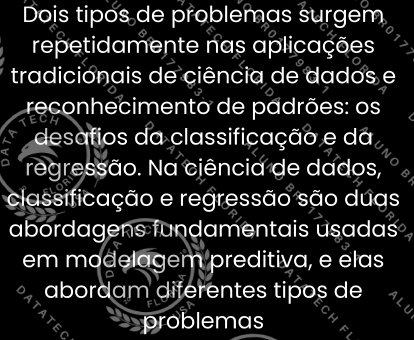 Dois tipos de problemas surgem
repetidamente nas aplicações
tradicionais de ciência de dados e
reconhecimento de padrões: os
desafios da classificação e da
regressão. Na ciência de dados,
classificação e regressão são duas
abordagens fundamentais usadas
em modelagem preditiva, e elas
abordam diferentes tipos de
problemas